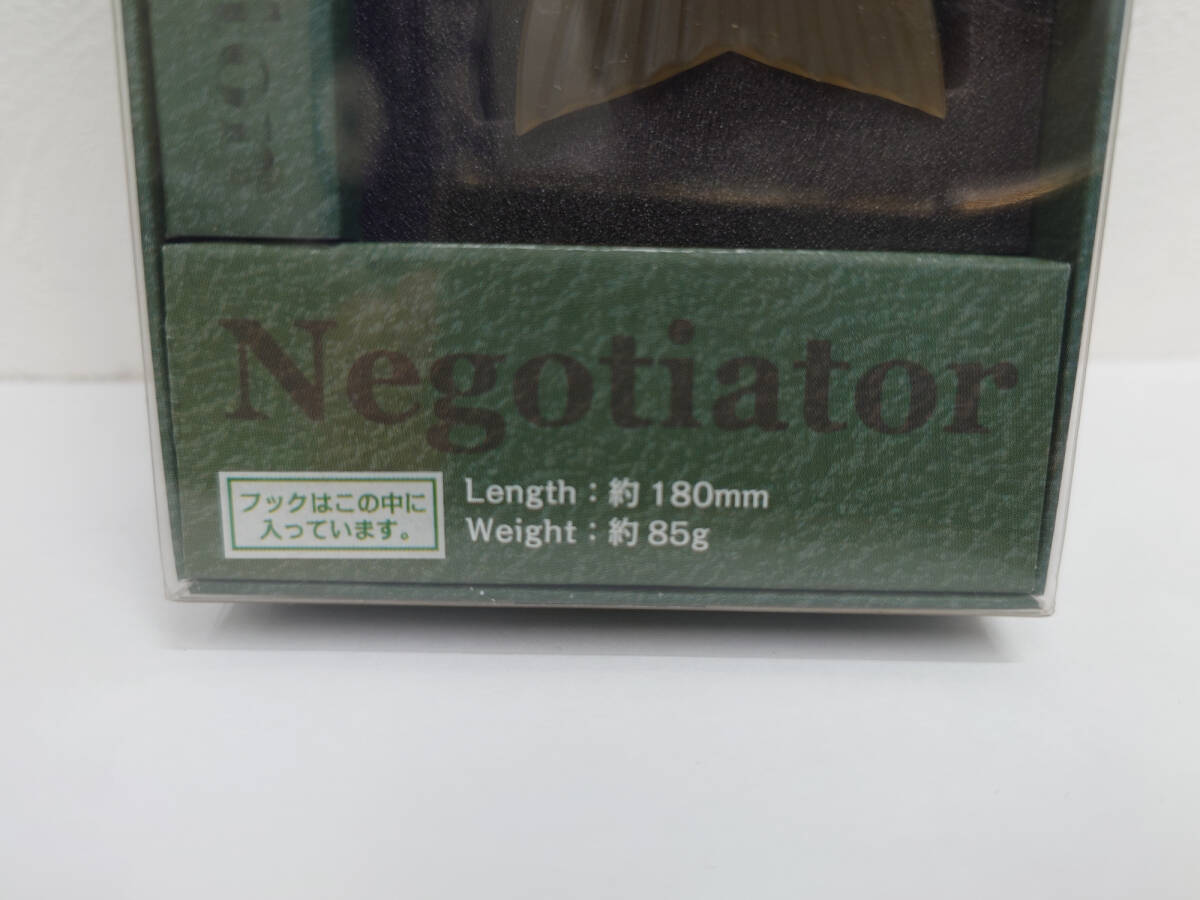 Negotiator
フックはこの中に
入っています。
Length：約 180mm
Weight：約 85g